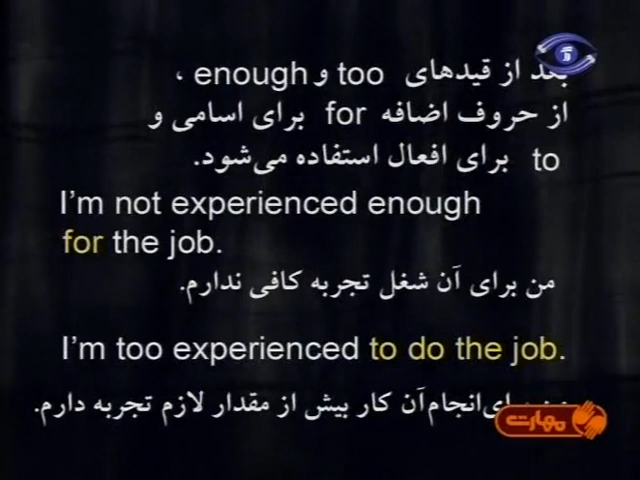 بعد از قیدهای too و enough ،
از حروف اضافه for برای اسامی و
to برای افعال استفاده می‌شود.
I'm not experienced enough
for the job.
من برای آن شغل تجربه کافی ندارم.
I'm too experienced to do the job.
انجام آن کار بیش از مقدار لازم تجربه دارم.
مهارت